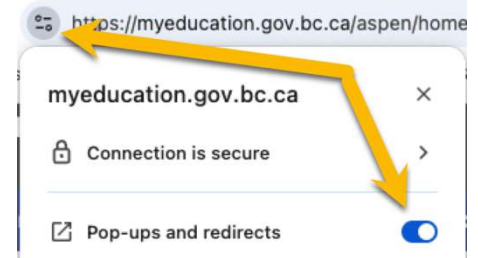 https://myeducation.gov.bc.ca/aspen/home
myeducation.gov.bc.ca
Connection is secure
Pop-ups and redirects